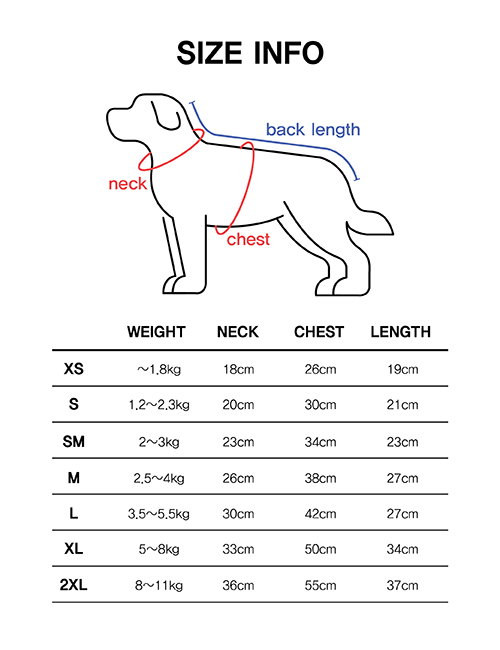 SIZE INFO
back length
neck
chest
WEIGHT NECK CHEST LENGTH
XS ~1.8kg 18cm 26cm 19cm
S 1.2~2.3kg 20cm 30cm 21cm
SM 2~3kg 23cm 34cm 23cm
M 2.5~4kg 26cm 38cm 27cm
L 3.5~5.5kg 30cm 42cm 27cm
XL 5~8kg 33cm 50cm 34cm
2XL 8~11kg 36cm 55cm 37cm